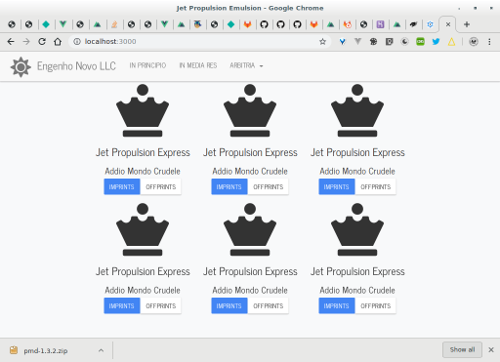 Jet Propulsion Emulsion - Google Chrome
localhost:3000
Engenho Novo LLC IN PRINCIPIO IN MEDIA RES ARBITRIA
Jet Propulsion Express Jet Propulsion Express Jet Propulsion Express
Addio Mondo Crudele Addio Mondo Crudele Addio Mondo Crudele
IMPRINTS OFFPRINTS IMPRINTS OFFPRINTS IMPRINTS OFFPRINTS
Jet Propulsion Express Jet Propulsion Express Jet Propulsion Express
Addio Mondo Crudele Addio Mondo Crudele Addio Mondo Crudele
IMPRINTS OFFPRINTS IMPRINTS OFFPRINTS IMPRINTS OFFPRINTS
pmd-1.3.2.zip Show all